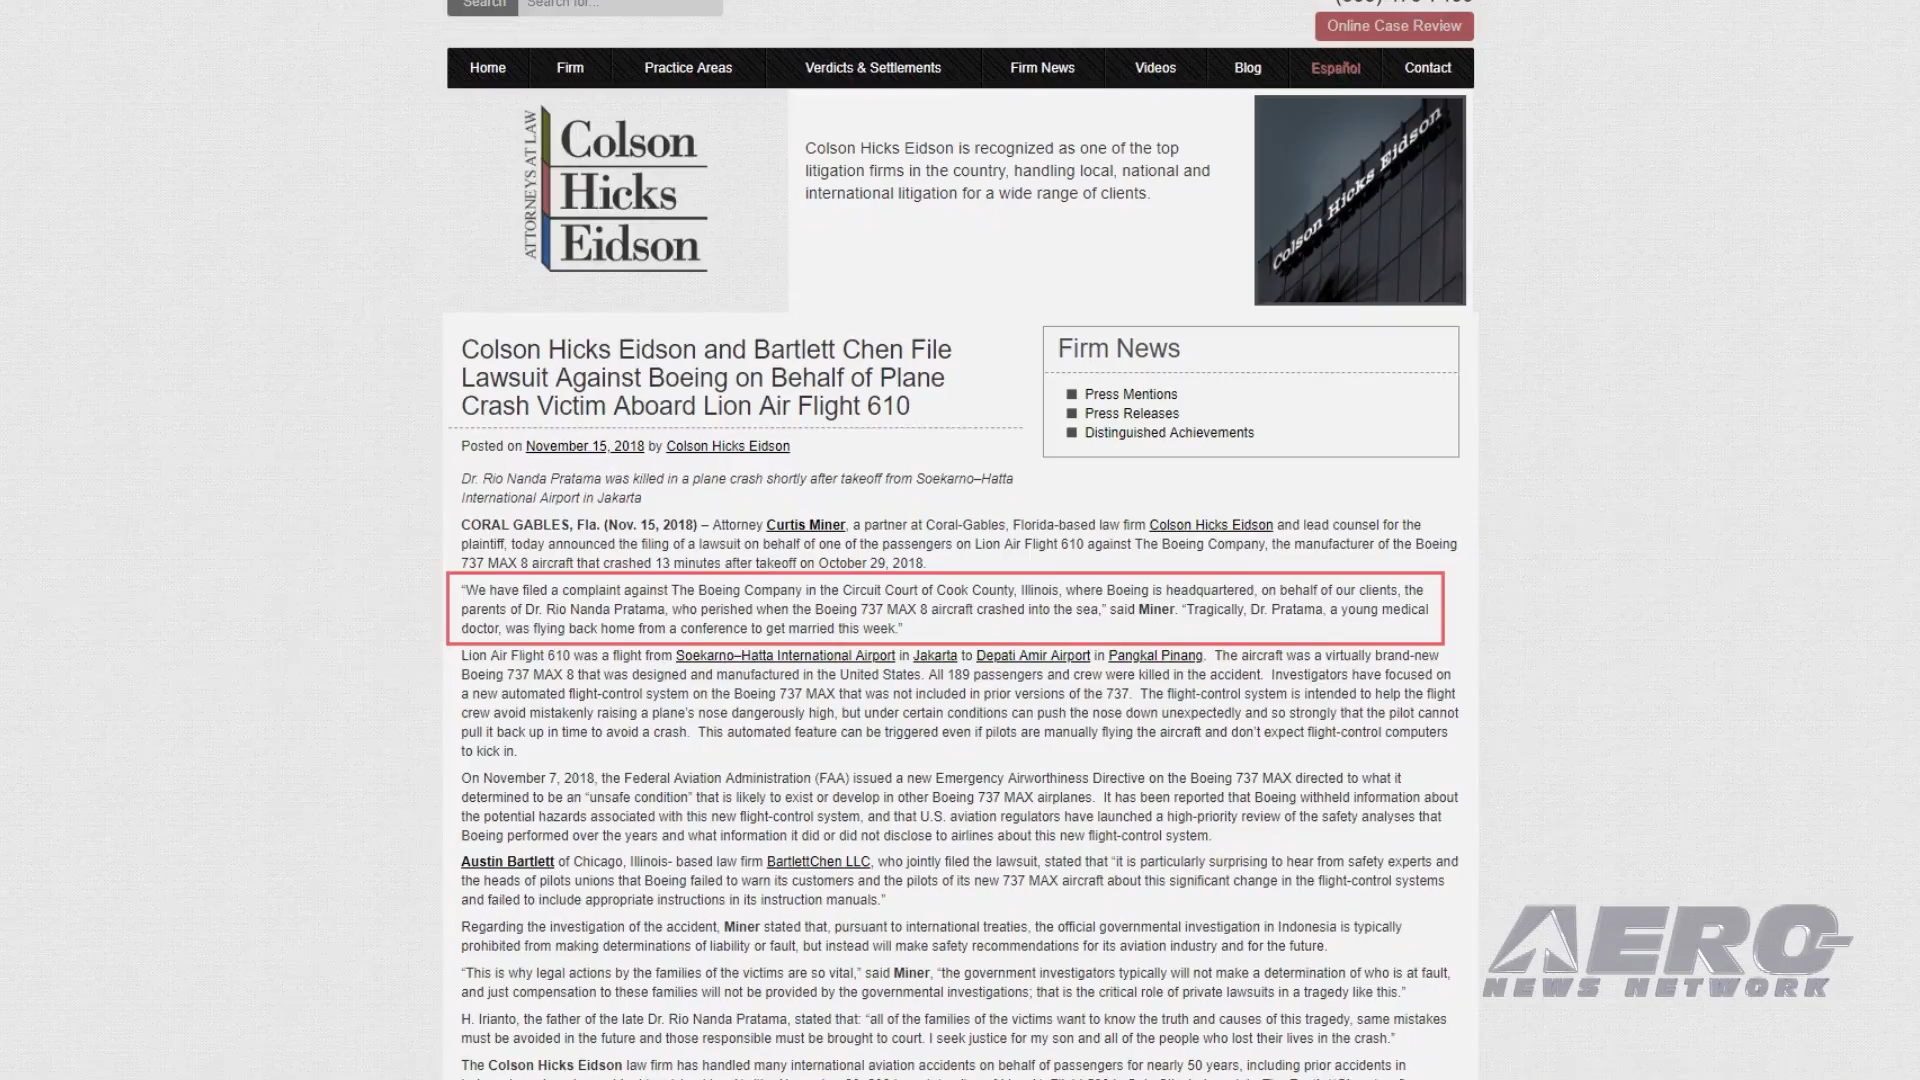 Search
Search for...
Online Case Review
Home
Firm
Practice Areas
Verdicts & Settlements
Firm News
Videos
Blog
Español
Contact
ATTORNEYS AT LAW
Colson
Hicks
Eidson
Colson Hicks Eidson is recognized as one of the top
litigation firms in the country, handling local, national and
international litigation for a wide range of clients.
Colson Hicks Eidson
Colson Hicks Eidson and Bartlett Chen File
Lawsuit Against Boeing on Behalf of Plane
Crash Victim Aboard Lion Air Flight 610
Firm News
Press Mentions
Press Releases
Distinguished Achievements
Posted on November 15, 2018 by Colson Hicks Eidson
Dr. Rio Nanda Pratama was killed in a plane crash shortly after takeoff from Soekarno–Hatta
International Airport in Jakarta
CORAL GABLES, Fla. (Nov. 15, 2018) – Attorney Curtis Miner, a partner at Coral-Gables, Florida-based law firm Colson Hicks Eidson and lead counsel for the
plaintiff, today announced the filing of a lawsuit on behalf of one of the passengers on Lion Air Flight 610 against The Boeing Company, the manufacturer of the Boeing
737 MAX 8 aircraft that crashed 13 minutes after takeoff on October 29, 2018.
“We have filed a complaint against The Boeing Company in the Circuit Court of Cook County, Illinois, where Boeing is headquartered, on behalf of our clients, the
parents of Dr. Rio Nanda Pratama, who perished when the Boeing 737 MAX 8 aircraft crashed into the sea,” said Miner. “Tragically, Dr. Pratama, a young medical
doctor, was flying back home from a conference to get married this week.”
Lion Air Flight 610 was a flight from Soekarno–Hatta International Airport in Jakarta to Depati Amir Airport in Pangkal Pinang. The aircraft was a virtually brand-new
Boeing 737 MAX 8 that was designed and manufactured in the United States. All 189 passengers and crew were killed in the accident. Investigators have focused on
a new automated flight-control system on the Boeing 737 MAX that was not included in prior versions of the 737. The flight-control system is intended to help the flight
crew avoid mistakenly raising a plane’s nose dangerously high, but under certain conditions can push the nose down unexpectedly and so strongly that the pilot cannot
pull it back up in time to avoid a crash. This automated feature can be triggered even if pilots are manually flying the aircraft and don’t expect flight-control computers
to kick in.
On November 7, 2018, the Federal Aviation Administration (FAA) issued a new Emergency Airworthiness Directive on the Boeing 737 MAX directed to what it
determined to be an “unsafe condition” that is likely to exist or develop in other Boeing 737 MAX airplanes. It has been reported that Boeing withheld information about
the potential hazards associated with this new flight-control system, and that U.S. aviation regulators have launched a high-priority review of the safety analyses that
Boeing performed over the years and what information it did or did not disclose to airlines about this new flight-control system.
Austin Bartlett of Chicago, Illinois- based law firm BartlettChen LLC, who jointly filed the lawsuit, stated that “it is particularly surprising to hear from safety experts and
the heads of pilots unions that Boeing failed to warn its customers and the pilots of its new 737 MAX aircraft about this significant change in the flight-control systems
and failed to include appropriate instructions in its instruction manuals.”
Regarding the investigation of the accident, Miner stated that, pursuant to international treaties, the official governmental investigation in Indonesia is typically
prohibited from making determinations of liability or fault, but instead will make safety recommendations for its aviation industry and for the future.
“This is why legal actions by the families of the victims are so vital,” said Miner, “the government investigators typically will not make a determination of who is at fault,
and just compensation to these families will not be provided by the governmental investigations; that is the critical role of private lawsuits in a tragedy like this.”
H. Irianto, the father of the late Dr. Rio Nanda Pratama, stated that: “all of the families of the victims want to know the truth and causes of this tragedy, same mistakes
must be avoided in the future and those responsible must be brought to court. I seek justice for my son and all of the people who lost their lives in the crash.”
The Colson Hicks Eidson law firm has handled many international aviation accidents on behalf of passengers for nearly 50 years, including prior accidents in
AERO-
NEWS NETWORK